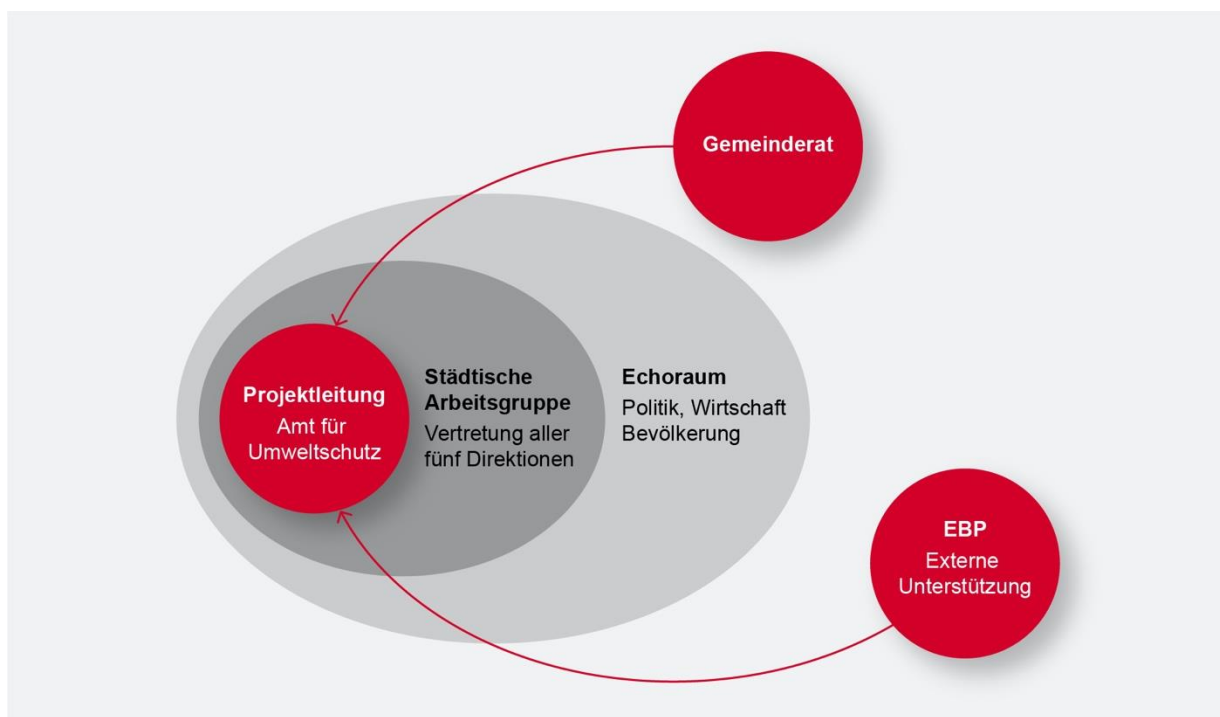 Gemeinderat
Projektleitung
Amt für
Umweltschutz
Städtische
Arbeitsgruppe
Vertretung aller
fünf Direktionen
Echoraum
Politik, Wirtschaft
Bevölkerung
EBP
Externe
Unterstützung